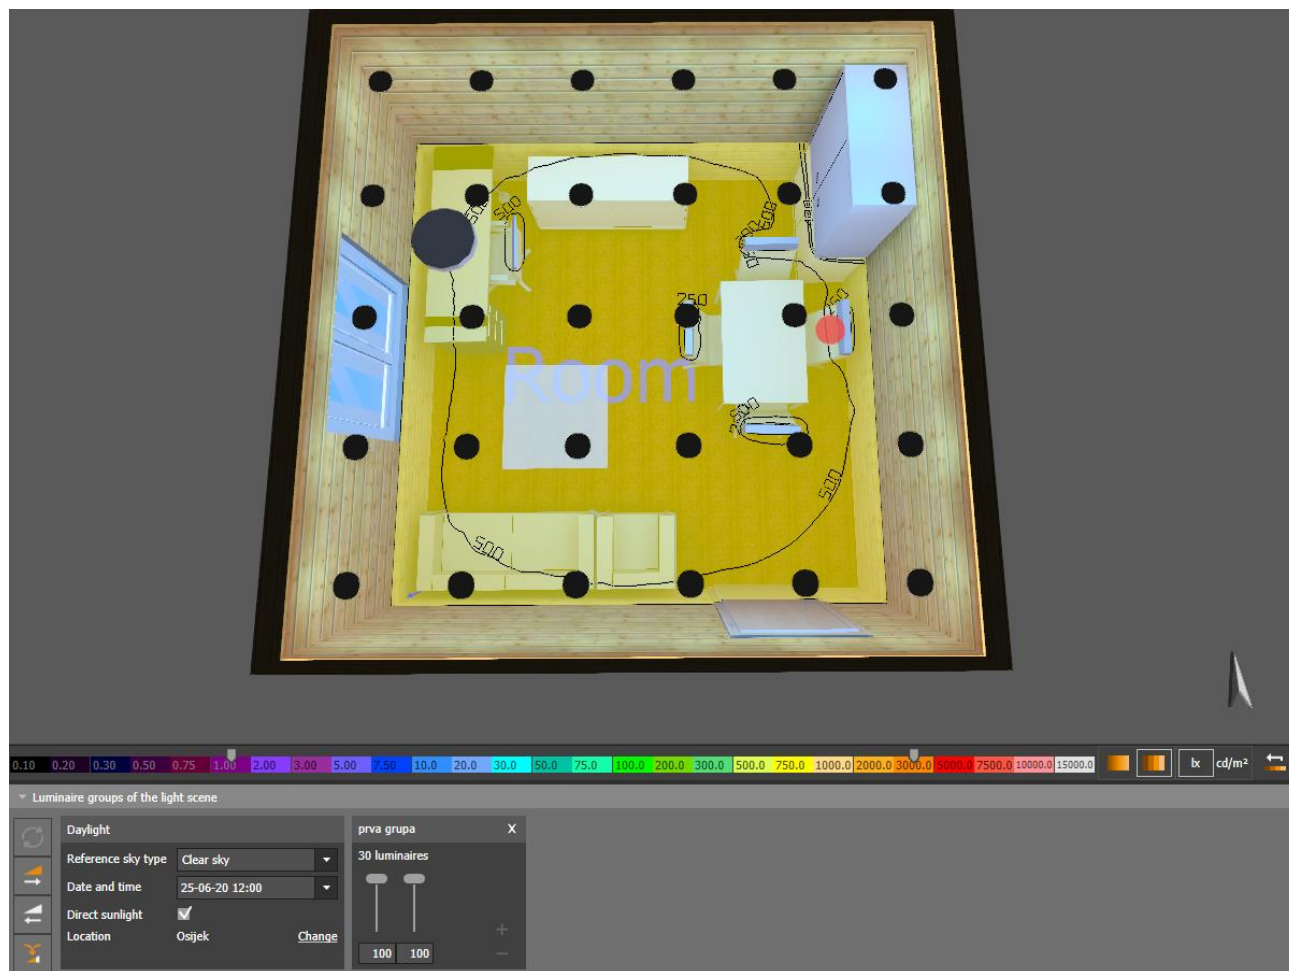 500
500
500
250
Room
500
500
0.10 0.20 0.30 0.50 0.75 1.00 2.00 3.00 5.00 7.50 10.0 20.0 30.0 50.0 75.0 100.0 200.0 300.0 500.0 750.0 1000.0 2000.0 3000.0 5000.0 7500.0 10000.0 15000.0 lx cd/m²
Luminaire groups of the light scene
Daylight
Reference sky type Clear sky
Date and time 25-06-20 12:00
Direct sunlight
Location Osijek Change
prva grupa X
30 luminaires
100 100